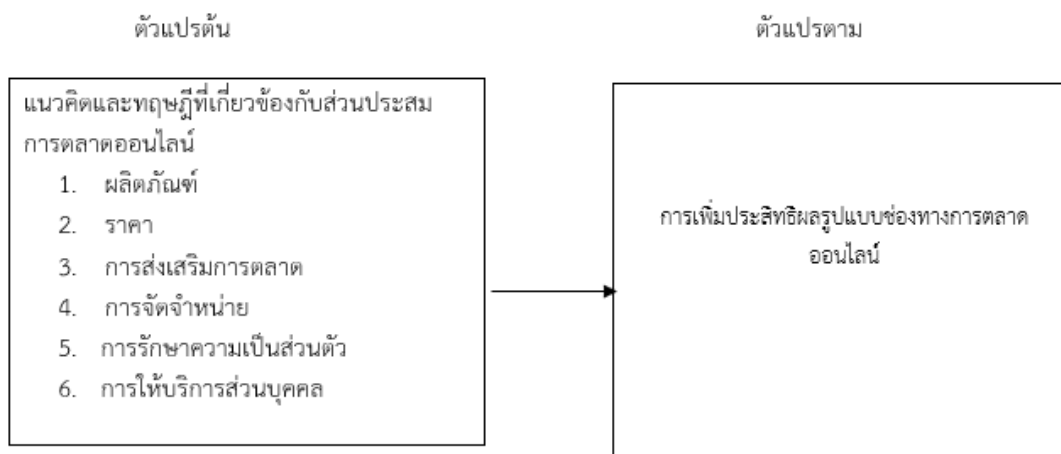 ตัวแปรต้น
ตัวแปรตาม
แนวคิดและทฤษฎีที่เกี่ยวข้องกับส่วนประสม
การตลาดออนไลน์
1. ผลิตภัณฑ์
2. ราคา
3. การส่งเสริมการตลาด
4. การจัดจำหน่าย
5. การรักษาความเป็นส่วนตัว
6. การให้บริการส่วนบุคคล
การเพิ่มประสิทธิผลรูปแบบช่องทางการตลาด
ออนไลน์